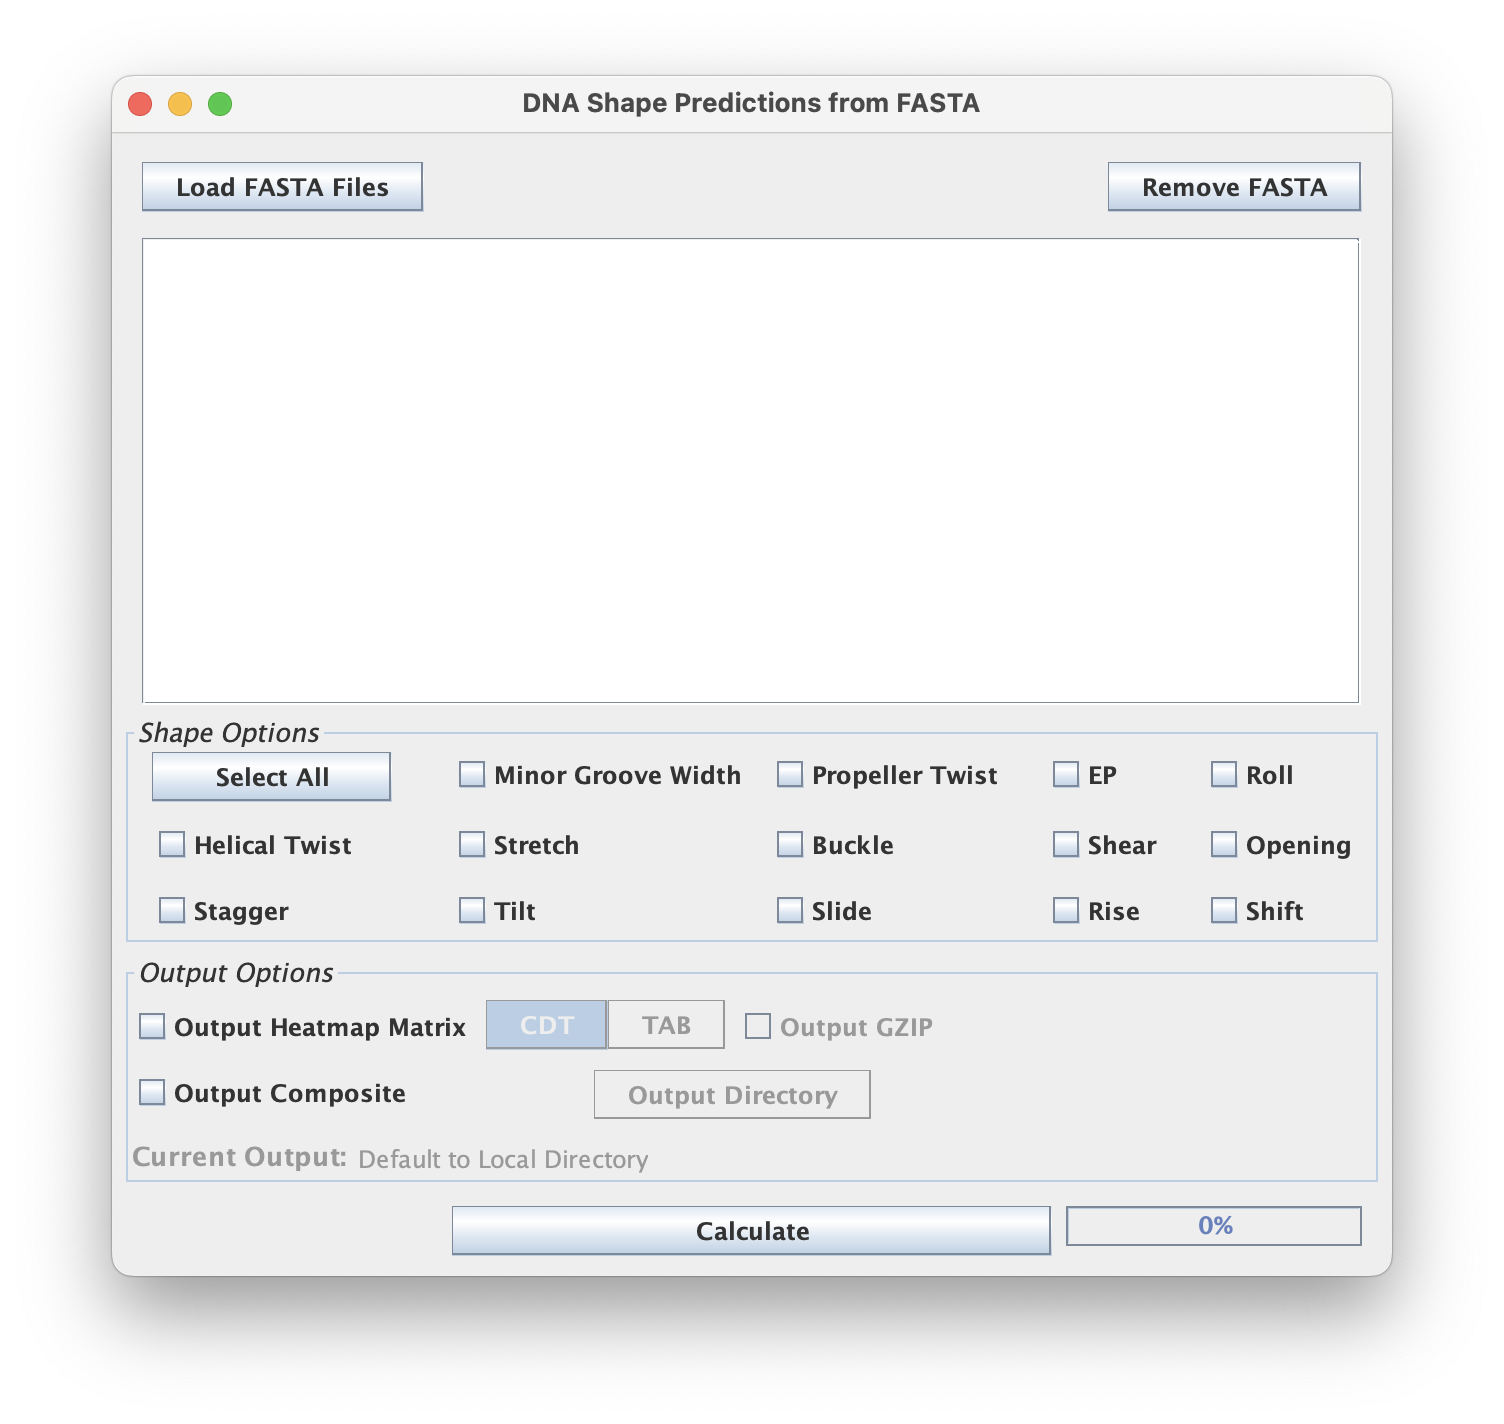 DNA Shape Predictions from FASTA
Load FASTA Files
Remove FASTA
Shape Options
Select All
Minor Groove Width
Propeller Twist
EP
Roll
Helical Twist
Stretch
Buckle
Shear
Opening
Stagger
Tilt
Slide
Rise
Shift
Output Options
Output Heatmap Matrix
CDT
TAB
Output GZIP
Output Composite
Output Directory
Current Output: Default to Local Directory
Calculate
0%